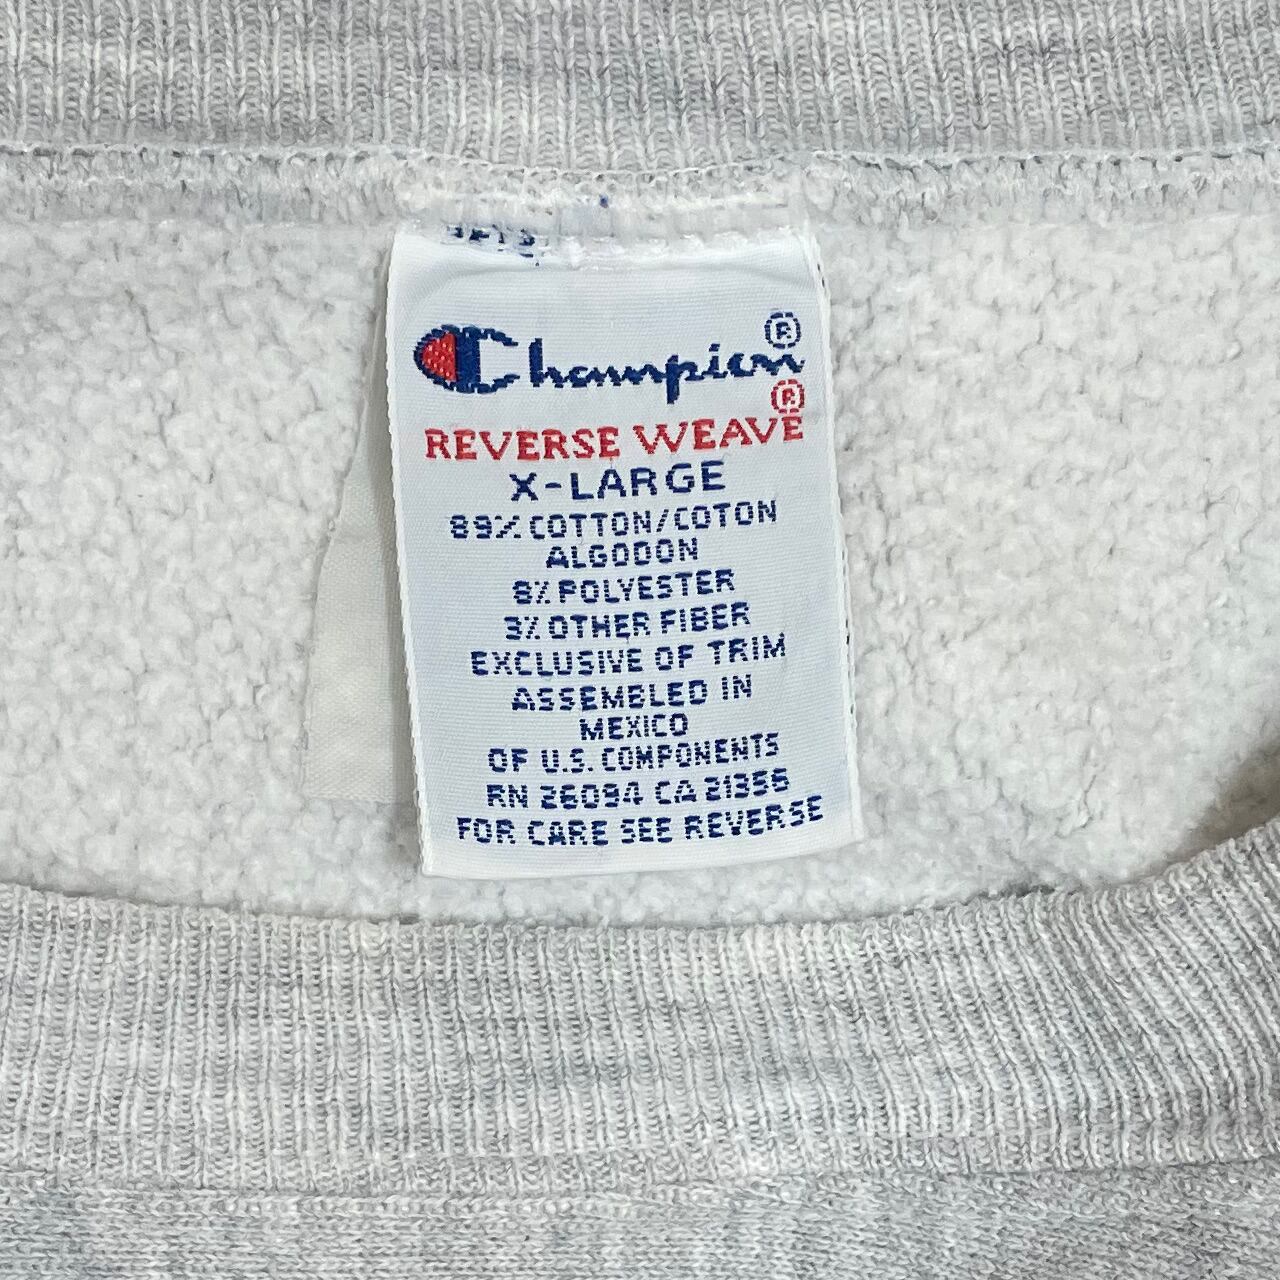 Champion®
REVERSE WEAVE®
X-LARGE
89% COTTON/COTON
ALGODON
8% POLYESTER
3% OTHER FIBER
EXCLUSIVE OF TRIM
ASSEMBLED IN
MEXICO
OF U.S. COMPONENTS
RN 26094 CA 21356
FOR CARE SEE REVERSE